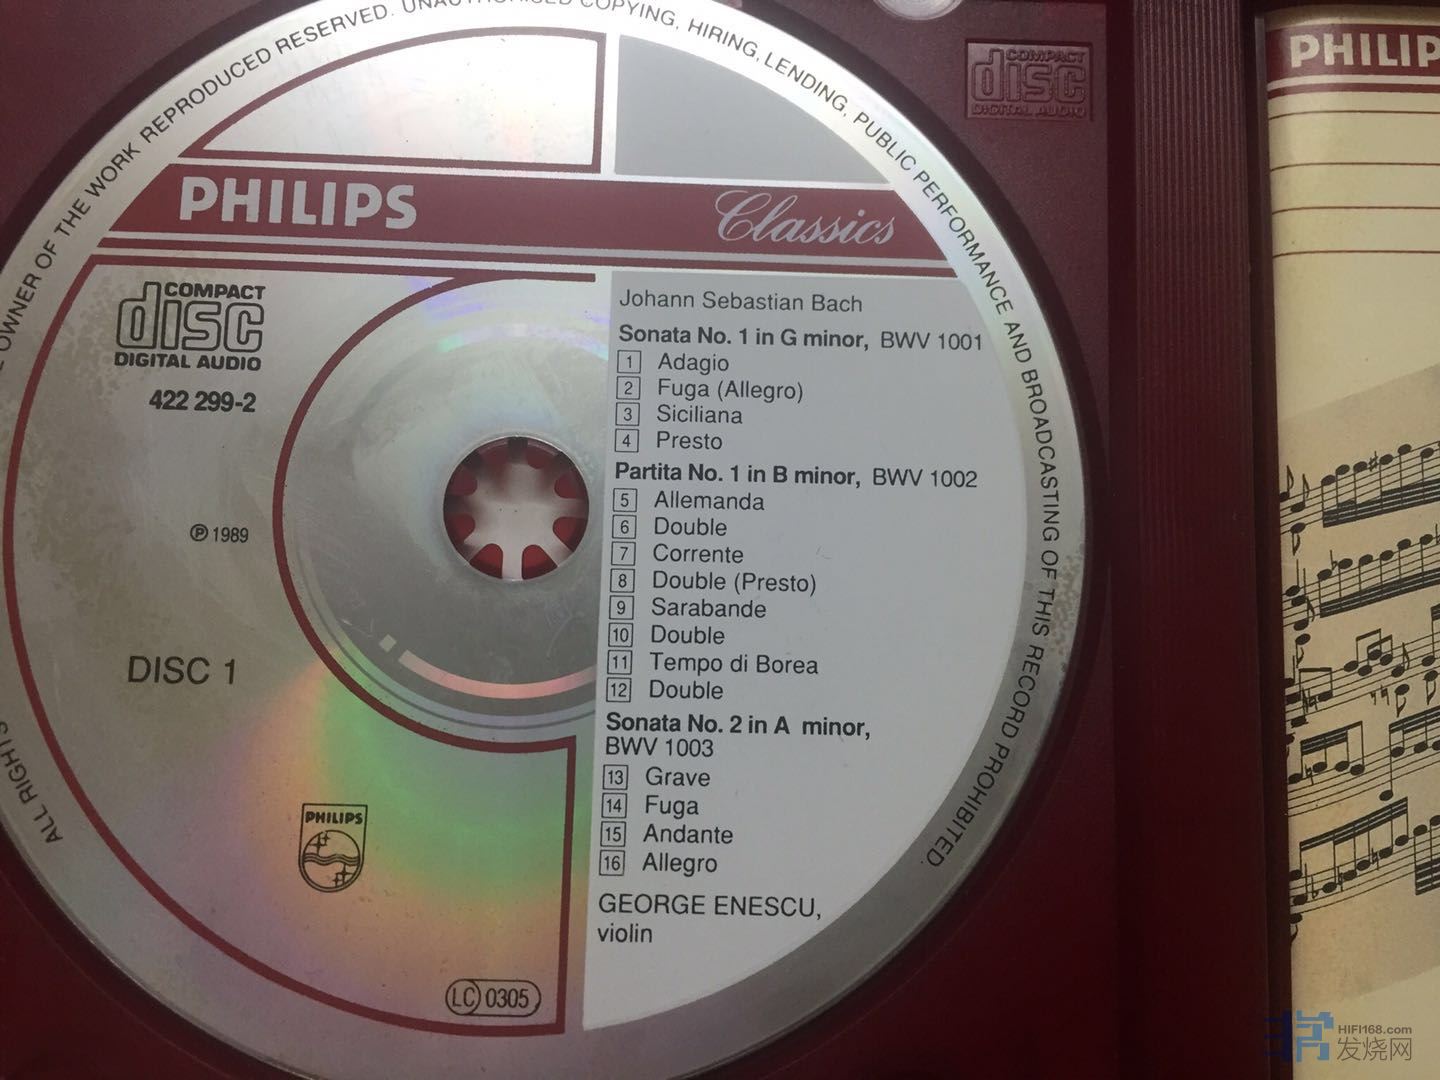 OWNER OF THE WORK REPRODUCED RESERVED. UNAUTHORISED COPYING, HIRING, LENDING, PUBLIC PERFORMANCE AND BROADCASTING OF THIS RECORD PROHIBITED.
ALL RIGHTS
PHILIPS Classics
COMPACT
disc
DIGITAL AUDIO
422 299-2
℗ 1989
DISC 1
PHILIPS
LC 0305
Johann Sebastian Bach
Sonata No. 1 in G minor, BWV 1001
1 Adagio
2 Fuga (Allegro)
3 Siciliana
4 Presto
Partita No. 1 in B minor, BWV 1002
5 Allemanda
6 Double
7 Corrente
8 Double (Presto)
9 Sarabande
10 Double
11 Tempo di Borea
12 Double
Sonata No. 2 in A minor,
BWV 1003
13 Grave
14 Fuga
15 Andante
16 Allegro
GEORGE ENESCU,
violin
COMPACT
disc
DIGITAL AUDIO
PHILIP
HIFI168.com
发烧网